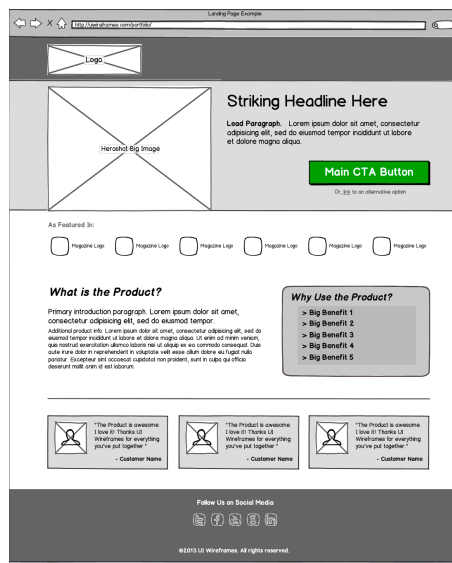 Landing Page Example
http://uiwireframes.com/portfolio/
Logo
Heroshot Big Image
Striking Headline Here
Lead Paragraph. Lorem ipsum dolor sit amet, consectetur
adipisicing elit, sed do eiusmod tempor incididunt ut labore
et dolore magna aliqua.
Main CTA Button
Or, link to an alternative option
As Featured In:
Magazine Logo Magazine Logo Magazine Logo Magazine Logo Magazine Logo Magazine Logo
What is the Product?
Primary introduction paragraph. Lorem ipsum dolor sit amet,
consectetur adipisicing elit, sed do eiusmod tempor.
Additional product info. Lorem ipsum dolor sit amet, consectetur adipisicing elit, sed do
eiusmod tempor incididunt ut labore et dolore magna aliqua. Ut enim ad minim veniam,
quis nostrud exercitation ullamco laboris nisi ut aliquip ex ea commodo consequat. Duis
aute irure dolor in reprehenderit in voluptate velit esse cillum dolore eu fugiat nulla
pariatur. Excepteur sint occaecat cupidatat non proident, sunt in culpa qui officia
deserunt mollit anim id est laborum.
Why Use the Product?
> Big Benefit 1
> Big Benefit 2
> Big Benefit 3
> Big Benefit 4
> Big Benefit 5
"The Product is awesome.
I love it! Thanks UI
Wireframes for everything
you've put together."
- Customer Name
"The Product is awesome.
I love it! Thanks UI
Wireframes for everything
you've put together."
- Customer Name
"The Product is awesome.
I love it! Thanks UI
Wireframes for everything
you've put together."
- Customer Name
Follow Us on Social Media
©2013 UI Wireframes. All rights reserved.